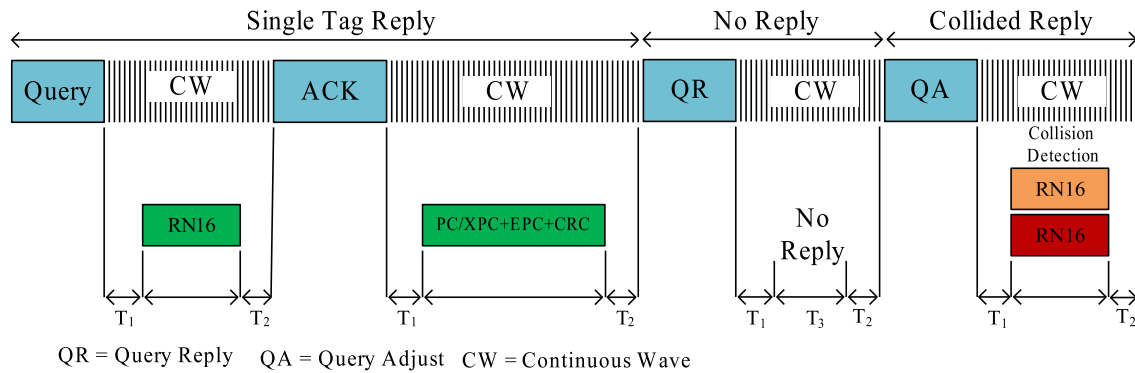 Single Tag Reply
No Reply
Collided Reply
Query
CW
ACK
CW
QR
CW
QA
CW
Collision
Detection
RN16
RN16
RN16
PC/XPC+EPC+CRC
No
Reply
T1
T2
T1
T2
T1
T3
T2
T1
T2
QR = Query Reply
QA = Query Adjust
CW = Continuous Wave